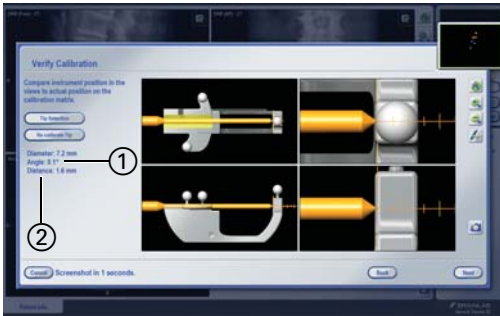 Verify Calibration
Compare instrument position in the
views to actual position on the
calibration matrix.
Tip Selection
Re-calibrate Tip
Diameter: 7.2 mm
Angle: 0.1°
Distance: 1.6 mm
①
②
Cancel
Screenshot in 1 seconds.
Back
Next
BRAINLAB